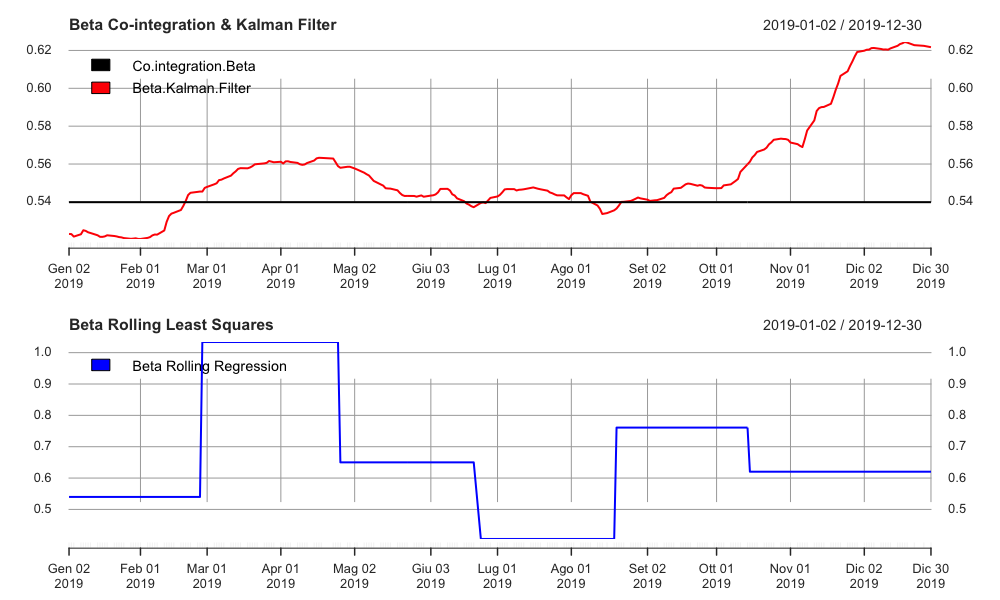 Beta Co-integration & Kalman Filter 2019-01-02 / 2019-12-30
0.62 0.62
Co.integration.Beta
0.60 Beta.Kalman.Filter 0.60
0.58 0.58
0.56 0.56
0.54 0.54
Gen 02 Feb 01 Mar 01 Apr 01 Mag 02 Giu 03 Lug 01 Ago 01 Set 02 Ott 01 Nov 01 Dic 02 Dic 30
2019 2019 2019 2019 2019 2019 2019 2019 2019 2019 2019 2019 2019
Beta Rolling Least Squares 2019-01-02 / 2019-12-30
1.0 1.0
Beta Rolling Regression
0.9 0.9
0.8 0.8
0.7 0.7
0.6 0.6
0.5 0.5
Gen 02 Feb 01 Mar 01 Apr 01 Mag 02 Giu 03 Lug 01 Ago 01 Set 02 Ott 01 Nov 01 Dic 02 Dic 30
2019 2019 2019 2019 2019 2019 2019 2019 2019 2019 2019 2019 2019